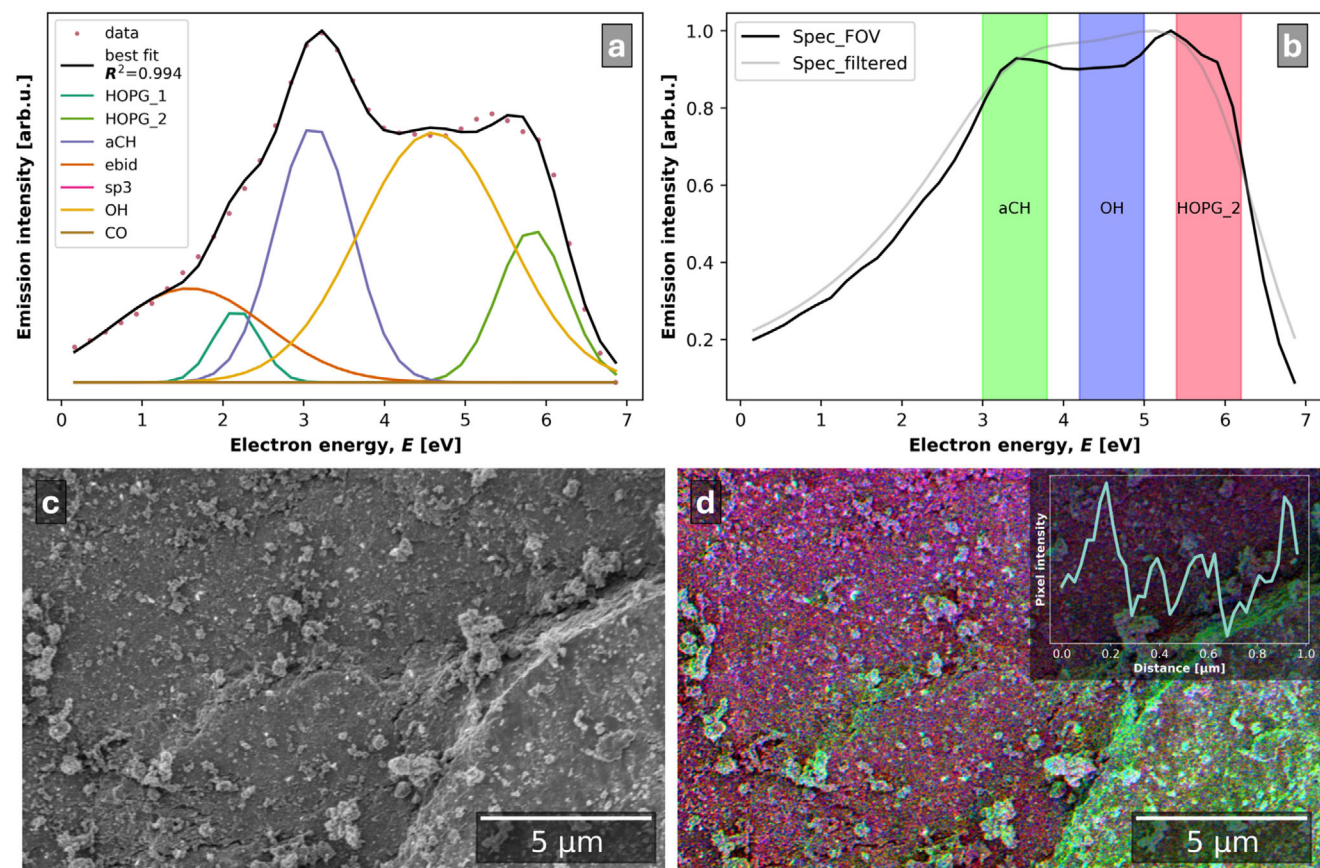 a
data
best fit
R²=0.994
HOPG_1
HOPG_2
aCH
ebid
sp3
OH
CO
Emission intensity [arb.u.]
0 1 2 3 4 5 6 7
Electron energy, E [eV]
b
Spec_FOV
Spec_filtered
1.0
0.8
0.6
0.4
0.2
aCH
OH
HOPG_2
Emission intensity [arb.u.]
0 1 2 3 4 5 6 7
Electron energy, E [eV]
c
5 µm
d
Pixel intensity
0.0 0.2 0.4 0.6 0.8 1.0
Distance [µm]
5 µm